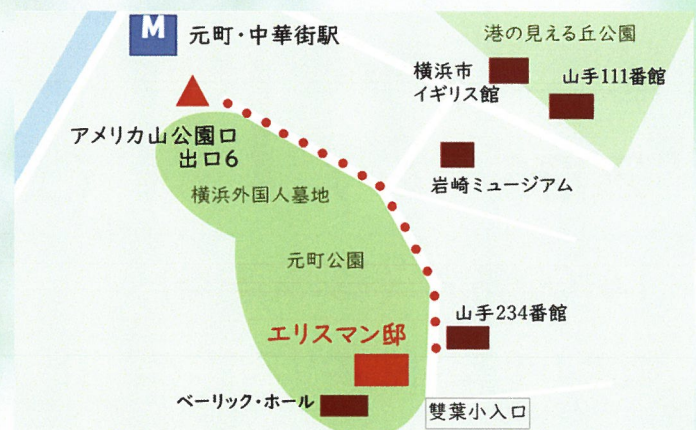 M
元町・中華街駅
港の見える丘公園
横浜市
イギリス館
山手111番館
アメリカ山公園口
出口6
岩崎ミュージアム
横浜外国人墓地
元町公園
山手234番館
エリスマン邸
ベーリック・ホール
雙葉小入口